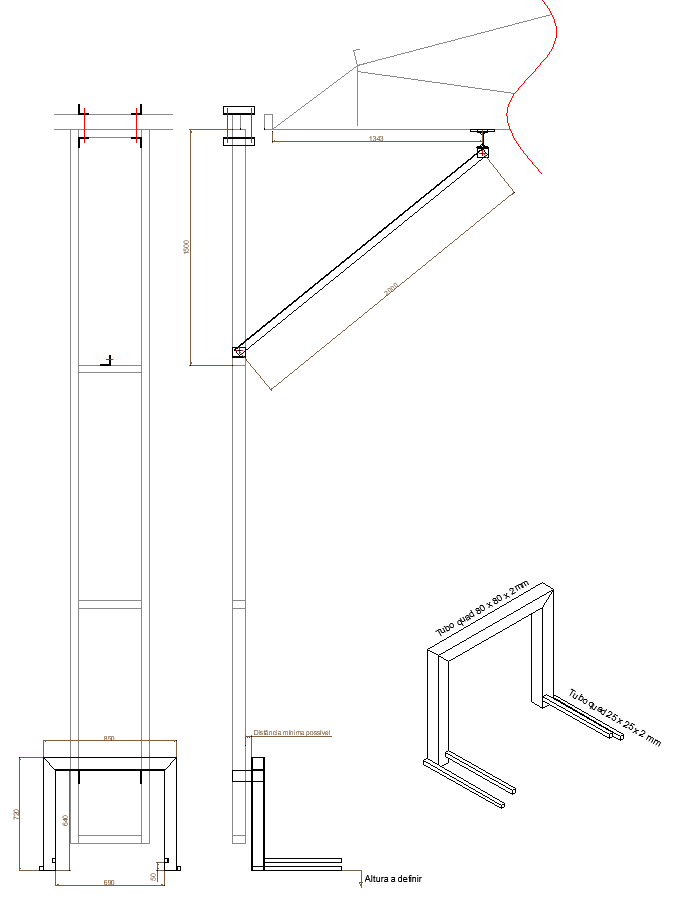 1343
1500
2000
Tubo quad 80 x 80 x 2 mm
Tubo quad 25 x 25 x 2 mm
Distância mínima possível
850
720
640
50
690
Altura a definir